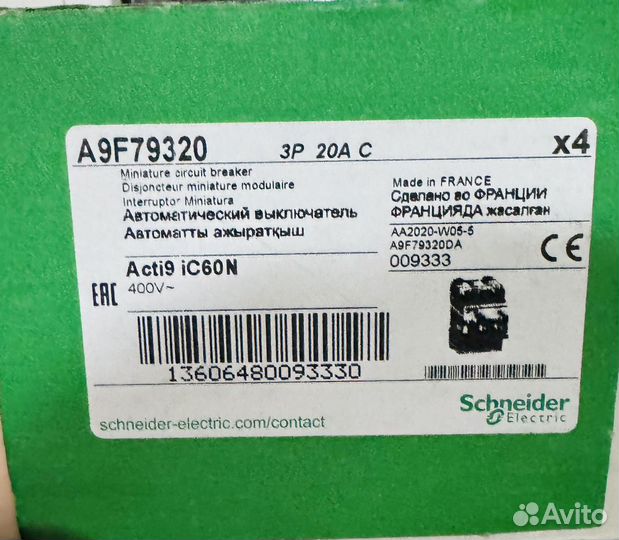 A9F79320 3P 20A C x4
Miniature circuit breaker
Disjoncteur miniature modulaire
Interruptor Miniatura
Автоматический выключатель
Автоматты ажыратқыш
Made in FRANCE
Сделано во ФРАНЦИИ
ФРАНЦИЯДА жасалған
AA2020-W05-5
A9F79320DA
009333
CE
Acti9 iC60N
EAC 400V~
13606480093330
schneider-electric.com/contact
Schneider
Electric
Avito